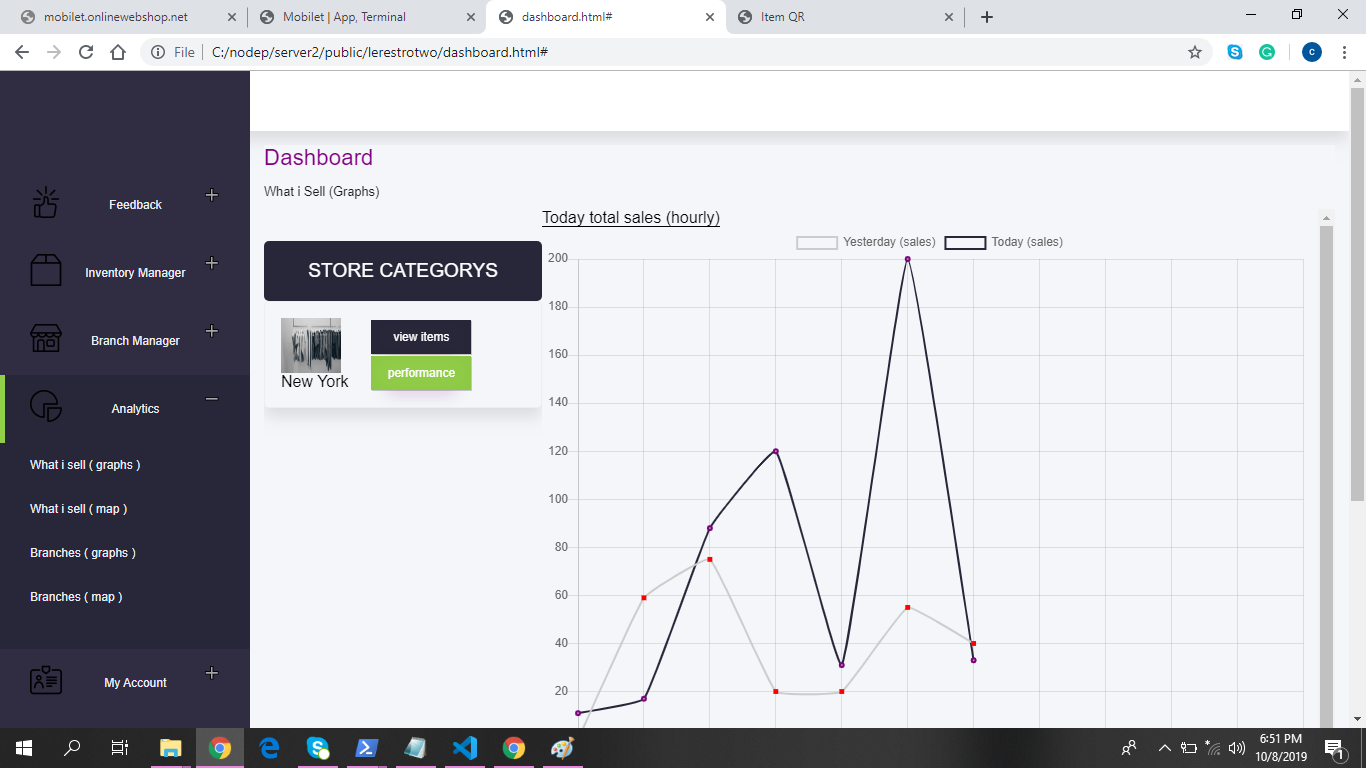 mobilet.onlinewebshop.net
Mobilet | App, Terminal
dashboard.html#
Item QR
File
C:/nodep/server2/public/lerestrotwo/dashboard.html#
c
Feedback
Inventory Manager
Branch Manager
Analytics
What i sell ( graphs )
What i sell ( map )
Branches ( graphs )
Branches ( map )
My Account
Dashboard
What i Sell (Graphs)
STORE CATEGORYS
view items
performance
New York
Today total sales (hourly)
Yesterday (sales)
Today (sales)
200
180
160
140
120
100
80
60
40
20
6:51 PM
10/8/2019
1